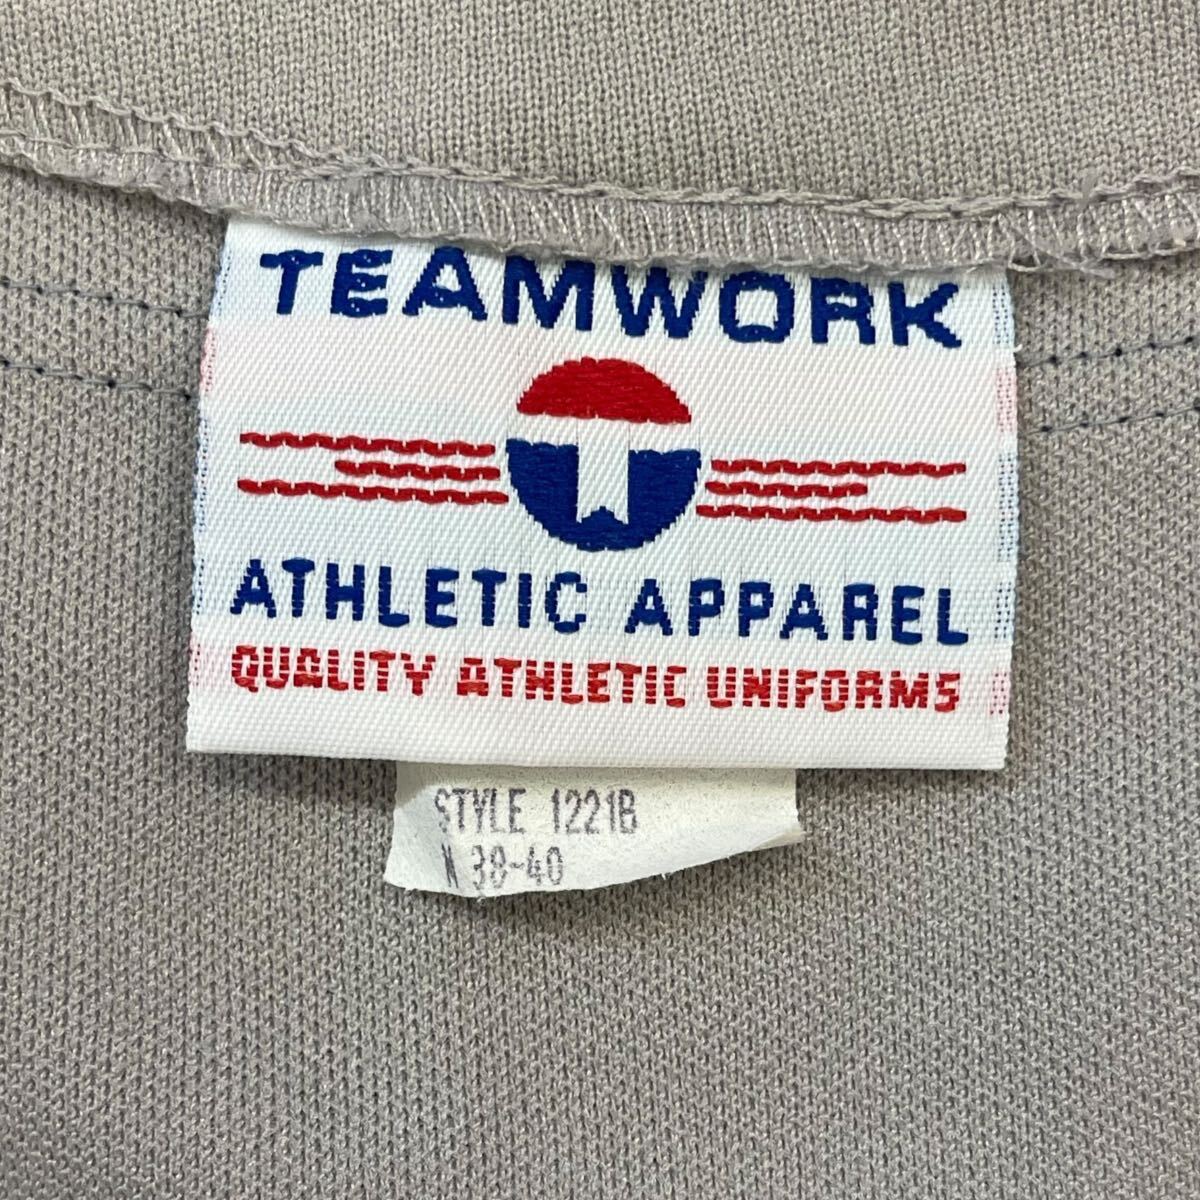 TEAMWORK
ATHLETIC APPAREL
QUALITY ATHLETIC UNIFORMS
STYLE 1221B
38-40